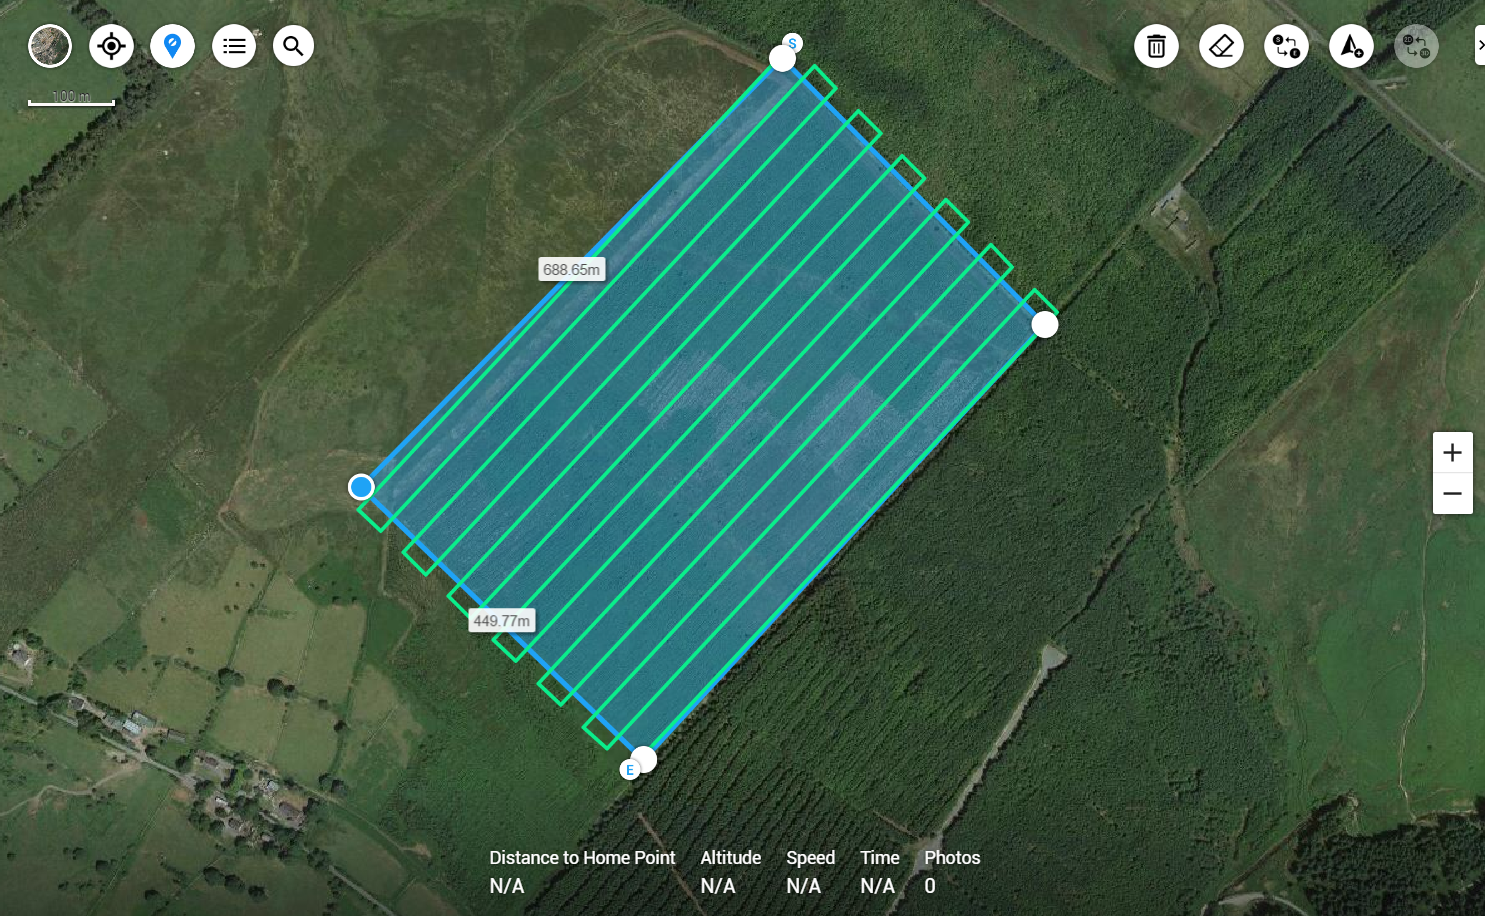 S
100 m
688.65m
449.77m
E
Distance to Home Point Altitude Speed Time Photos
N/A N/A N/A N/A 0